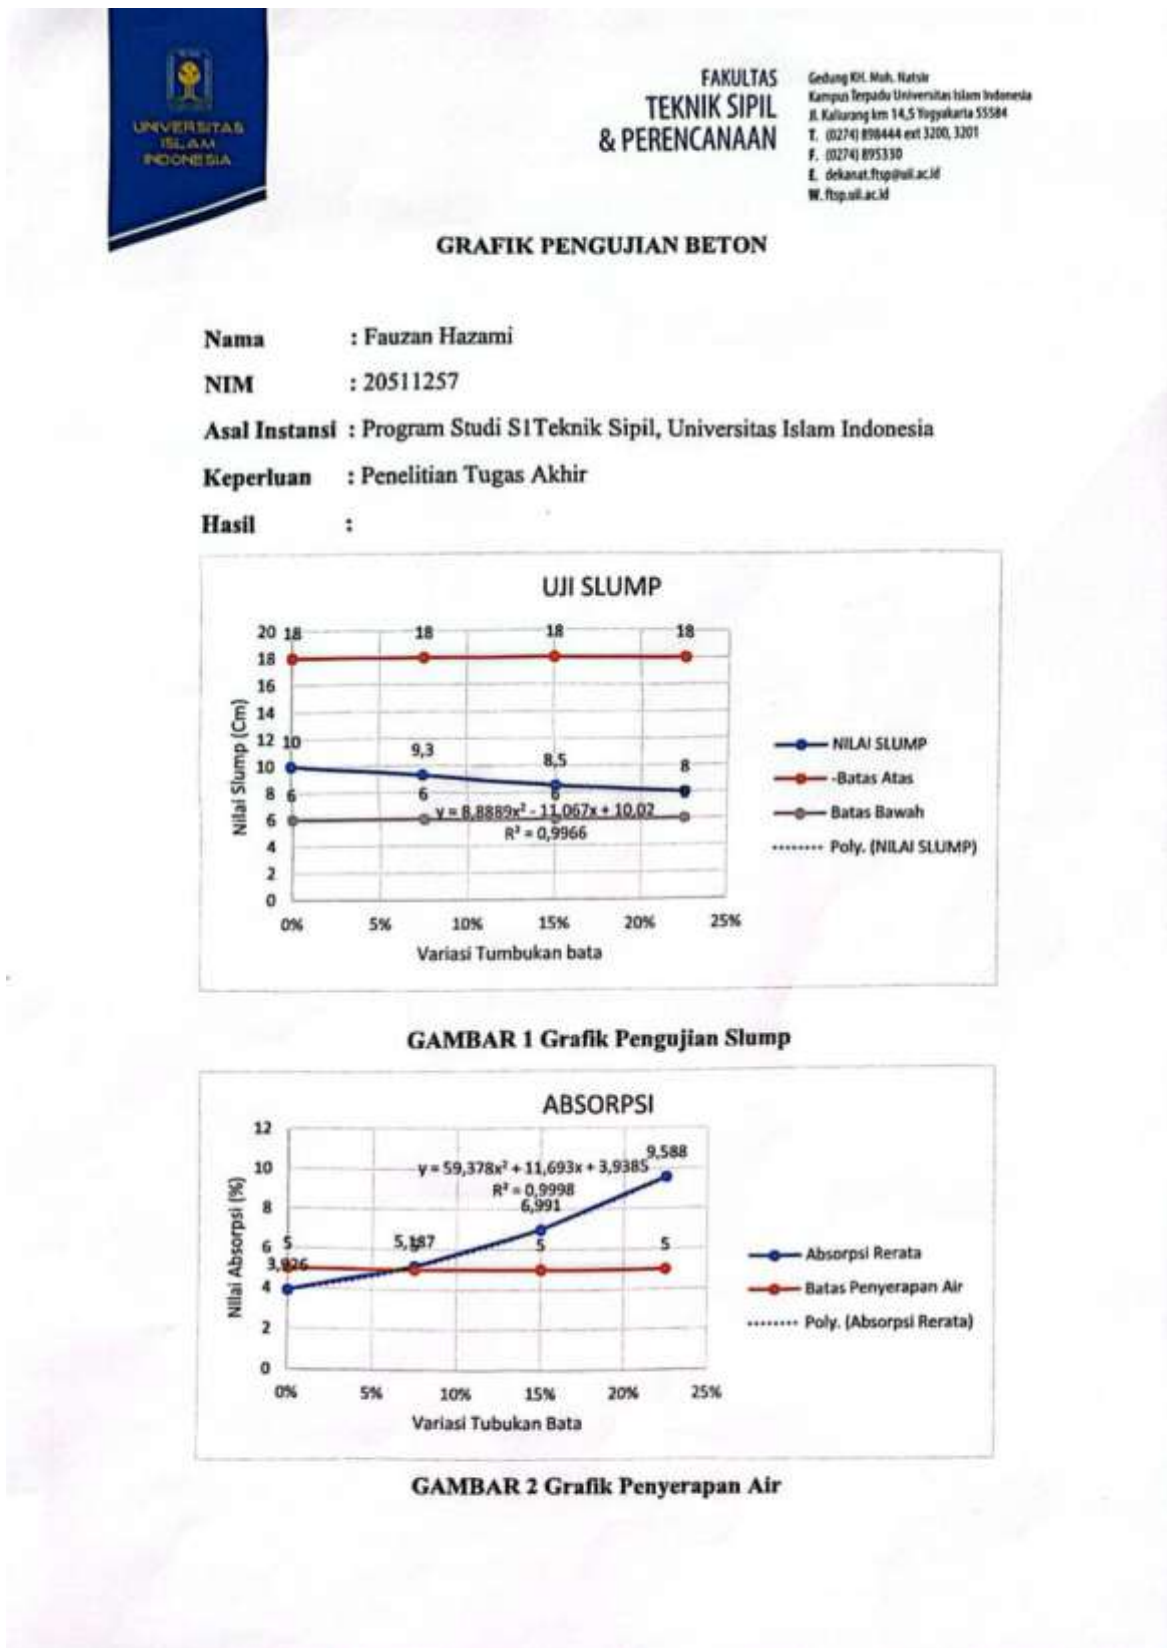 UNIVERSITAS
ISLAM
INDONESIA
FAKULTAS
TEKNIK SIPIL
& PERENCANAAN
Gedung KH. Moh. Natsir
Kampus Terpadu Universitas Islam Indonesia
Jl. Kaliurang km 14,5 Yogyakarta 55584
T. (0274) 898444 ext 3200, 3201
F. (0274) 895330
E. dekanat.ftsp@uii.ac.id
W. ftsp.uii.ac.id
GRAFIK PENGUJIAN BETON
Nama : Fauzan Hazami
NIM : 20511257
Asal Instansi : Program Studi S1Teknik Sipil, Universitas Islam Indonesia
Keperluan : Penelitian Tugas Akhir
Hasil :
UJI SLUMP
Nilai Slump (Cm)
20
18
16
14
12
10
8
6
4
2
0
18 18 18 18
10 9,3 8,5 8
6 6 6
y = 8,8889x² - 11,067x + 10,02
R² = 0,9966
0% 5% 10% 15% 20% 25%
Variasi Tumbukan bata
NILAI SLUMP
-Batas Atas
Batas Bawah
Poly. (NILAI SLUMP)
GAMBAR 1 Grafik Pengujian Slump
ABSORPSI
Nilai Absorpsi (%)
12
10
8
6
4
2
0
y = 59,378x² + 11,693x + 3,9385
R² = 0,9998
3,926 5,187 6,991 9,588
5 5 5 5
0% 5% 10% 15% 20% 25%
Variasi Tubukan Bata
Absorpsi Rerata
Batas Penyerapan Air
Poly. (Absorpsi Rerata)
GAMBAR 2 Grafik Penyerapan Air